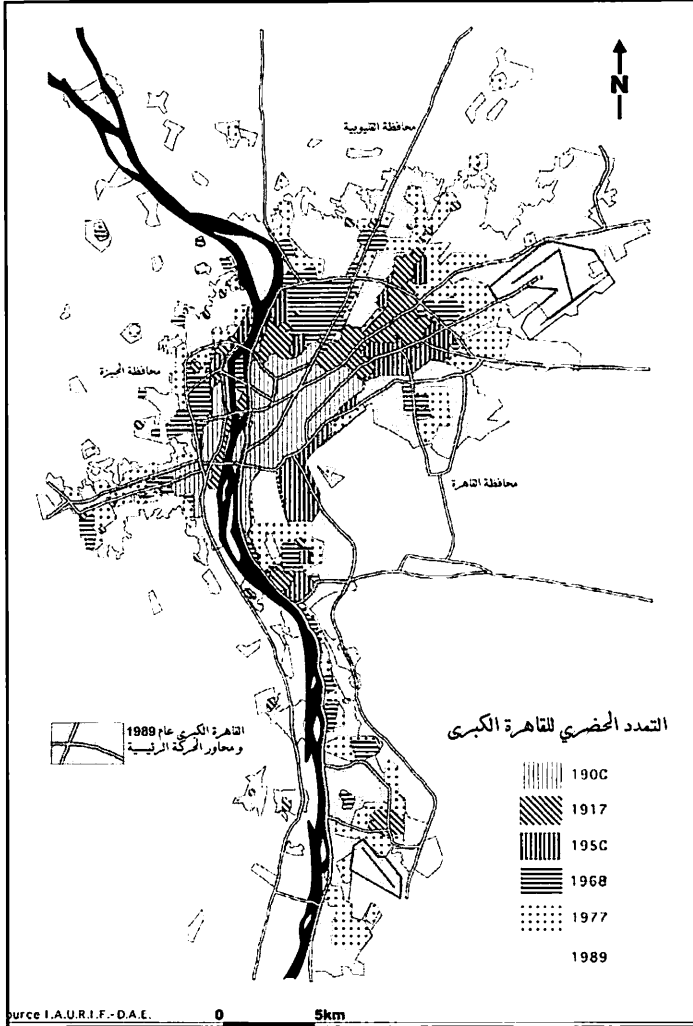 N
محافظة القليوبية
محافظة الجيزة
محافظة القاهرة
القاهرة الكبرى عام 1989
ومحاور الحركة الرئيسية
التمدد الحضري للقاهرة الكبرى
1900
1917
1950
1968
1977
1989
ource I.A.U.R.I.F.-D.A.E.
0 5km